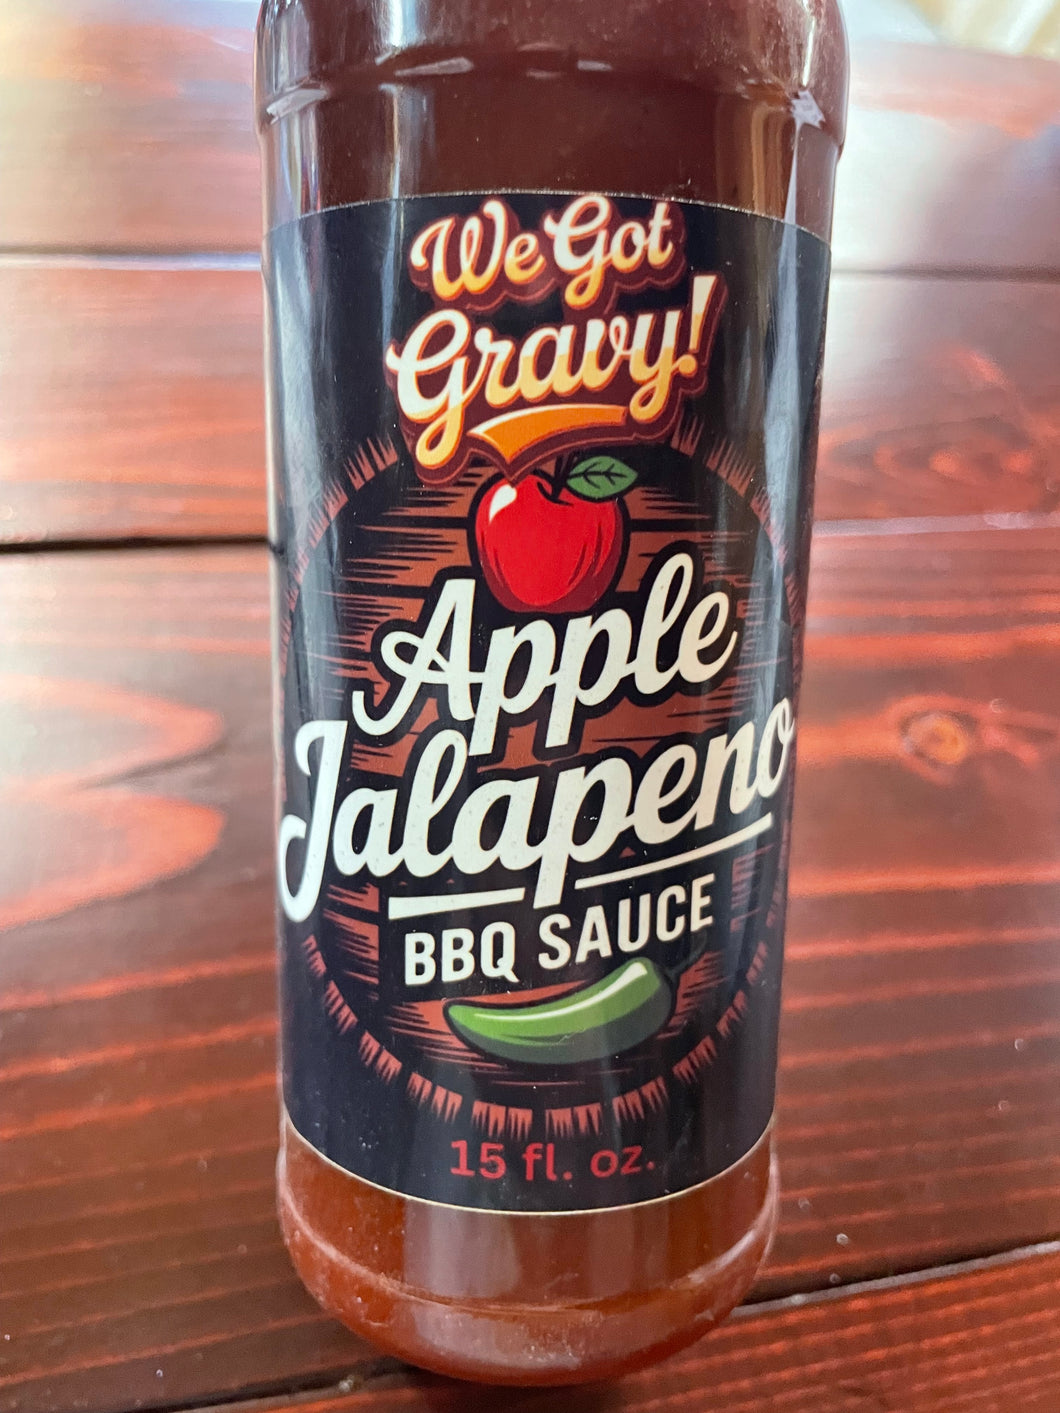 We Got
Gravy!
Apple
Jalapeno
BBQ SAUCE
15 fl. oz.